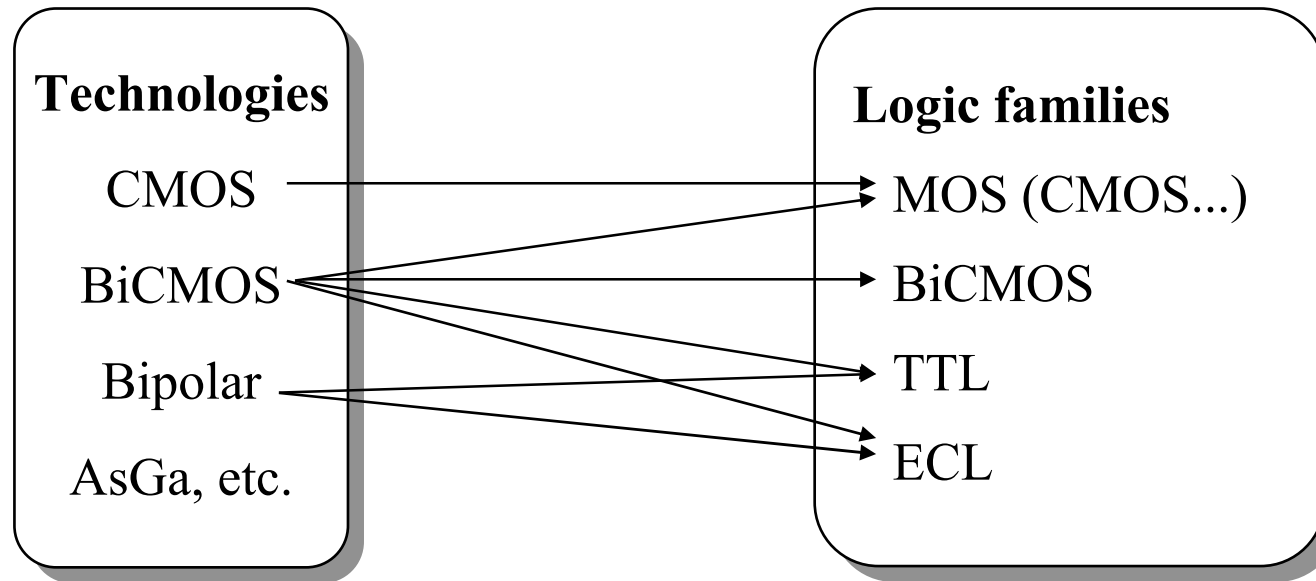 Technologies
CMOS
BiCMOS
Bipolar
AsGa, etc.
Logic families
MOS (CMOS...)
BiCMOS
TTL
ECL